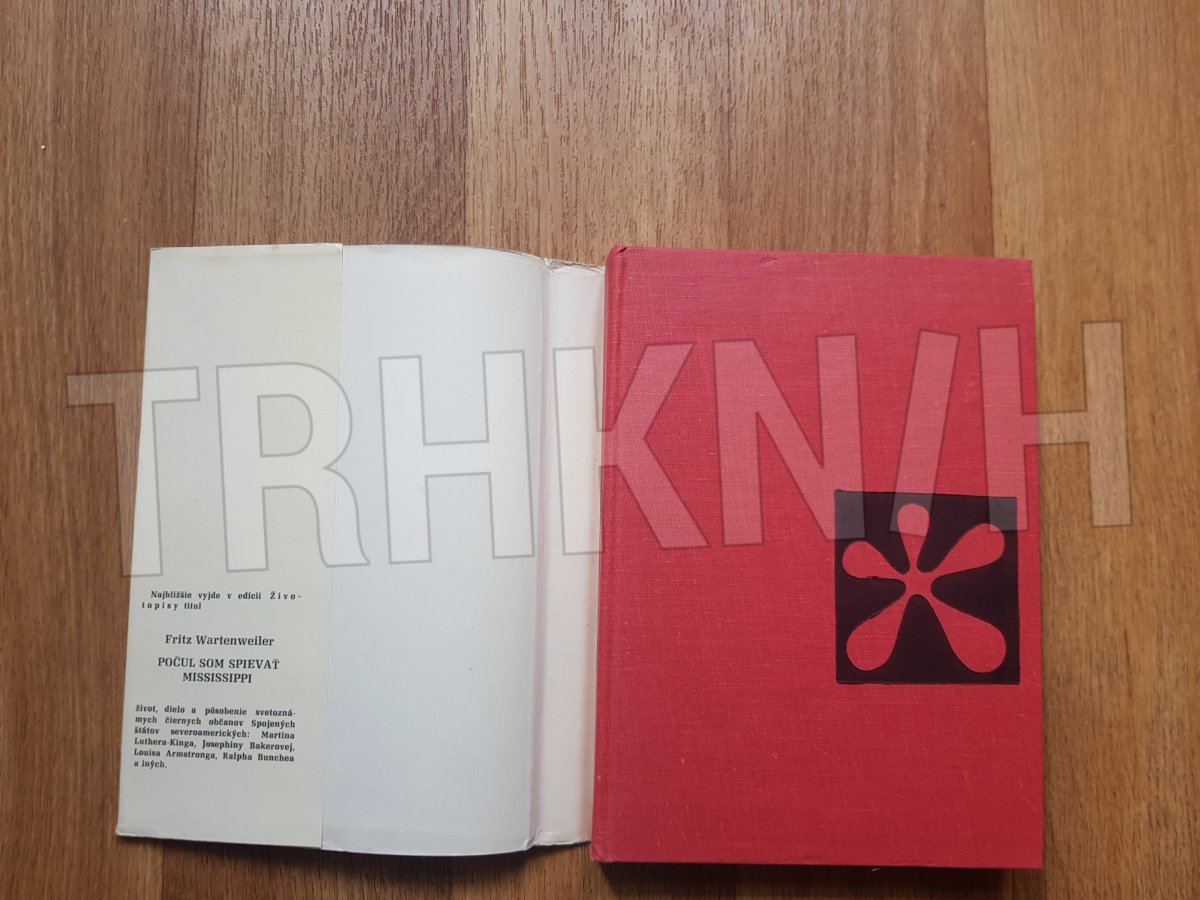 TRHKNÍH
Najbližšie vyjde v edícii Živo-
topisy titul
Fritz Wartenweiler
POČUL SOM SPIEVAŤ
MISSISSIPPI
život, dielo a pôsobenie svetozná-
mych čiernych občanov Spojených
štátov severoamerických: Martina
Luthera-Kinga, Josephiny Bakerovej,
Louisa Armstronga, Ralpha Bunchea
a iných.